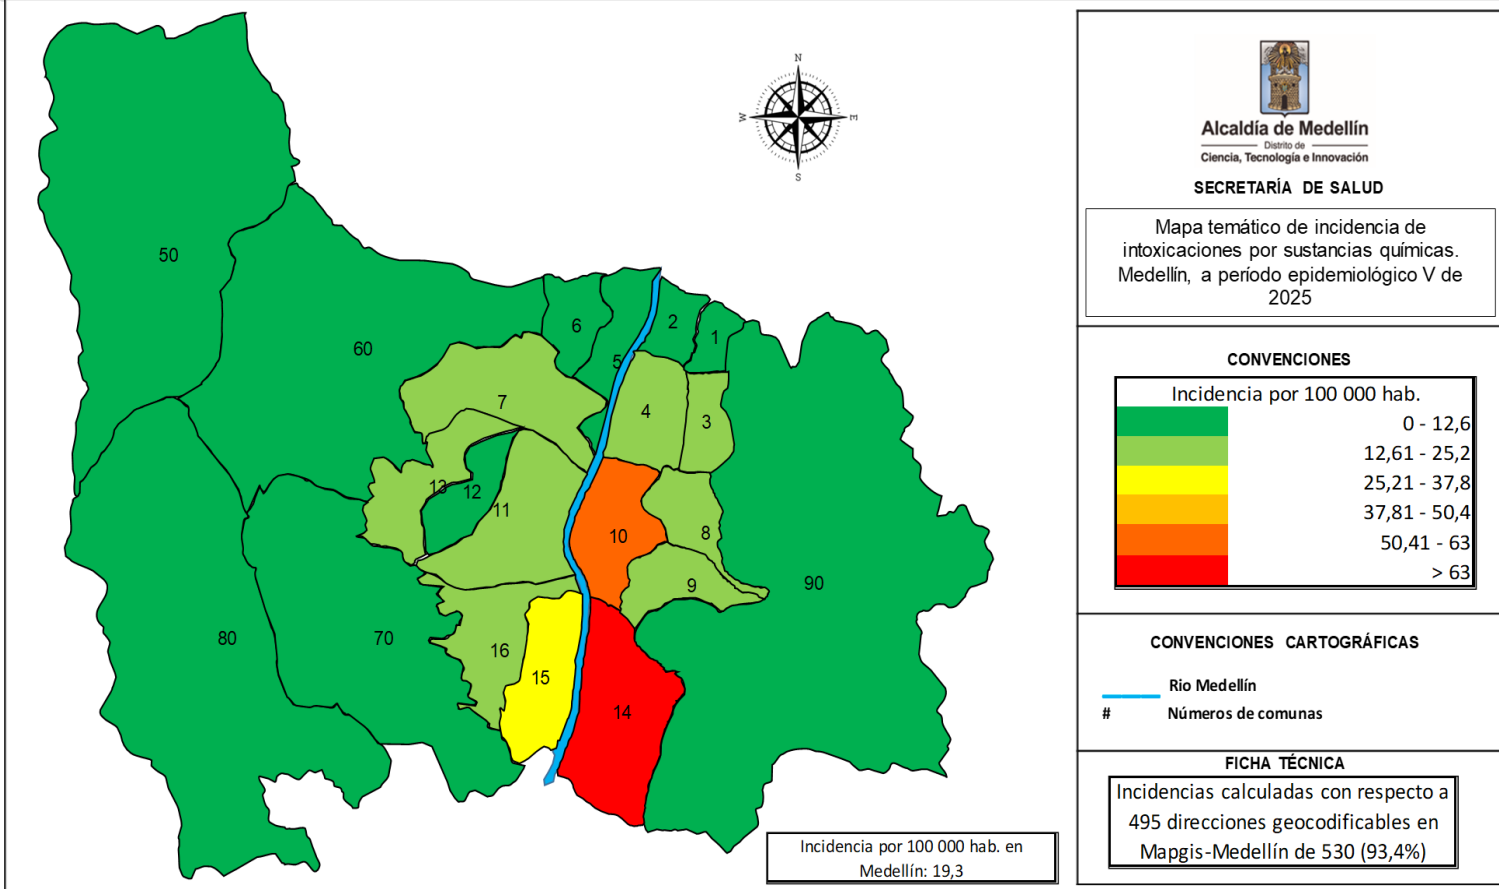 N
W
E
S
50
60
6
5
2
1
7
4
3
13
12
11
10
8
9
90
80
70
16
15
14
Incidencia por 100 000 hab. en
Medellín: 19,3
Alcaldía de Medellín
Distrito de
Ciencia, Tecnología e Innovación
SECRETARÍA DE SALUD
Mapa temático de incidencia de
intoxicaciones por sustancias químicas.
Medellín, a período epidemiológico V de
2025
CONVENCIONES
Incidencia por 100 000 hab.
0 - 12,6
12,61 - 25,2
25,21 - 37,8
37,81 - 50,4
50,41 - 63
> 63
CONVENCIONES CARTOGRÁFICAS
Rio Medellín
# Números de comunas
FICHA TÉCNICA
Incidencias calculadas con respecto a
495 direcciones geocodificables en
Mapgis-Medellín de 530 (93,4%)